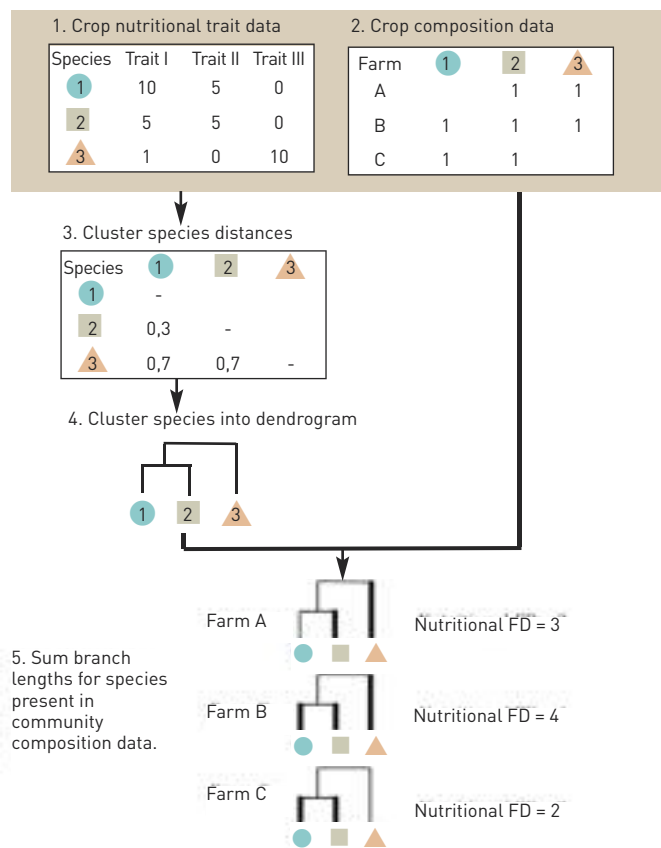 1. Crop nutritional trait data
Species Trait I Trait II Trait III
1 10 5 0
2 5 5 0
3 1 0 10
2. Crop composition data
Farm 1 2 3
A 1 1
B 1 1 1
C 1 1
3. Cluster species distances
Species 1 2 3
1 -
2 0,3 -
3 0,7 0,7 -
4. Cluster species into dendrogram
1 2 3
Farm A
Nutritional FD = 3
5. Sum branch
lengths for species
present in
community
composition data.
Farm B
Nutritional FD = 4
Farm C
Nutritional FD = 2